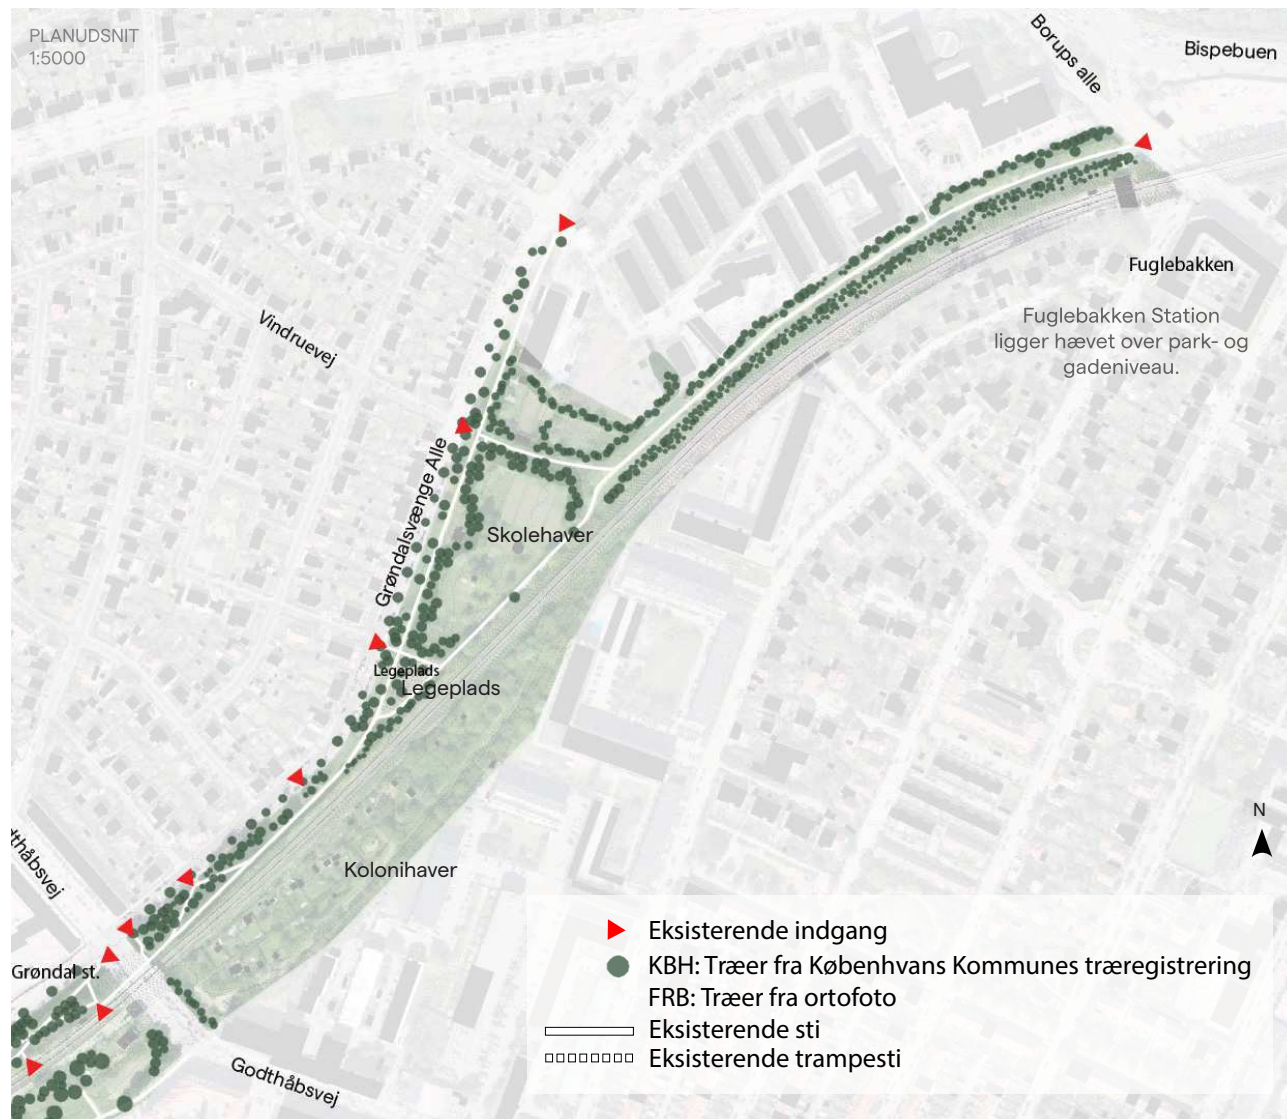 PLANUDSNIT
1:5000
Borups alle
Bispebuen
Fuglebakken
Fuglebakken Station
ligger hævet over park- og
gadeniveau.
Vindruevej
Grøndalsvænge Alle
Skolehaver
Legeplads
Legeplads
Kolonihaver
N
dthåbsvej
Grøndal st.
Godthåbsvej
Eksisterende indgang
KBH: Træer fra Københvans Kommunes træregistrering
FRB: Træer fra ortofoto
Eksisterende sti
Eksisterende trampesti